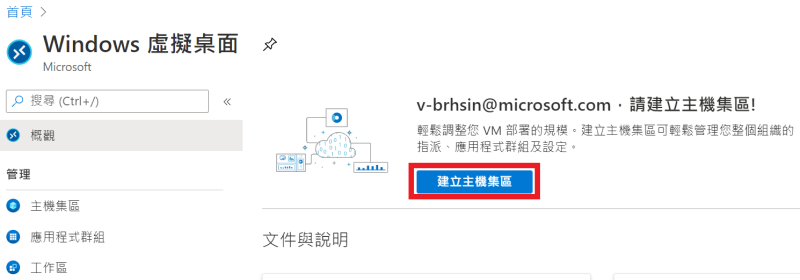 首頁 >
Windows 虛擬桌面
Microsoft
搜尋 (Ctrl+/)
«
概觀
管理
主機集區
應用程式群組
工作區
v-brhsin@microsoft.com，請建立主機集區!
輕鬆調整您 VM 部署的規模。建立主機集區可輕鬆管理您整個組織的
指派、應用程式群組及設定。
建立主機集區
文件與說明